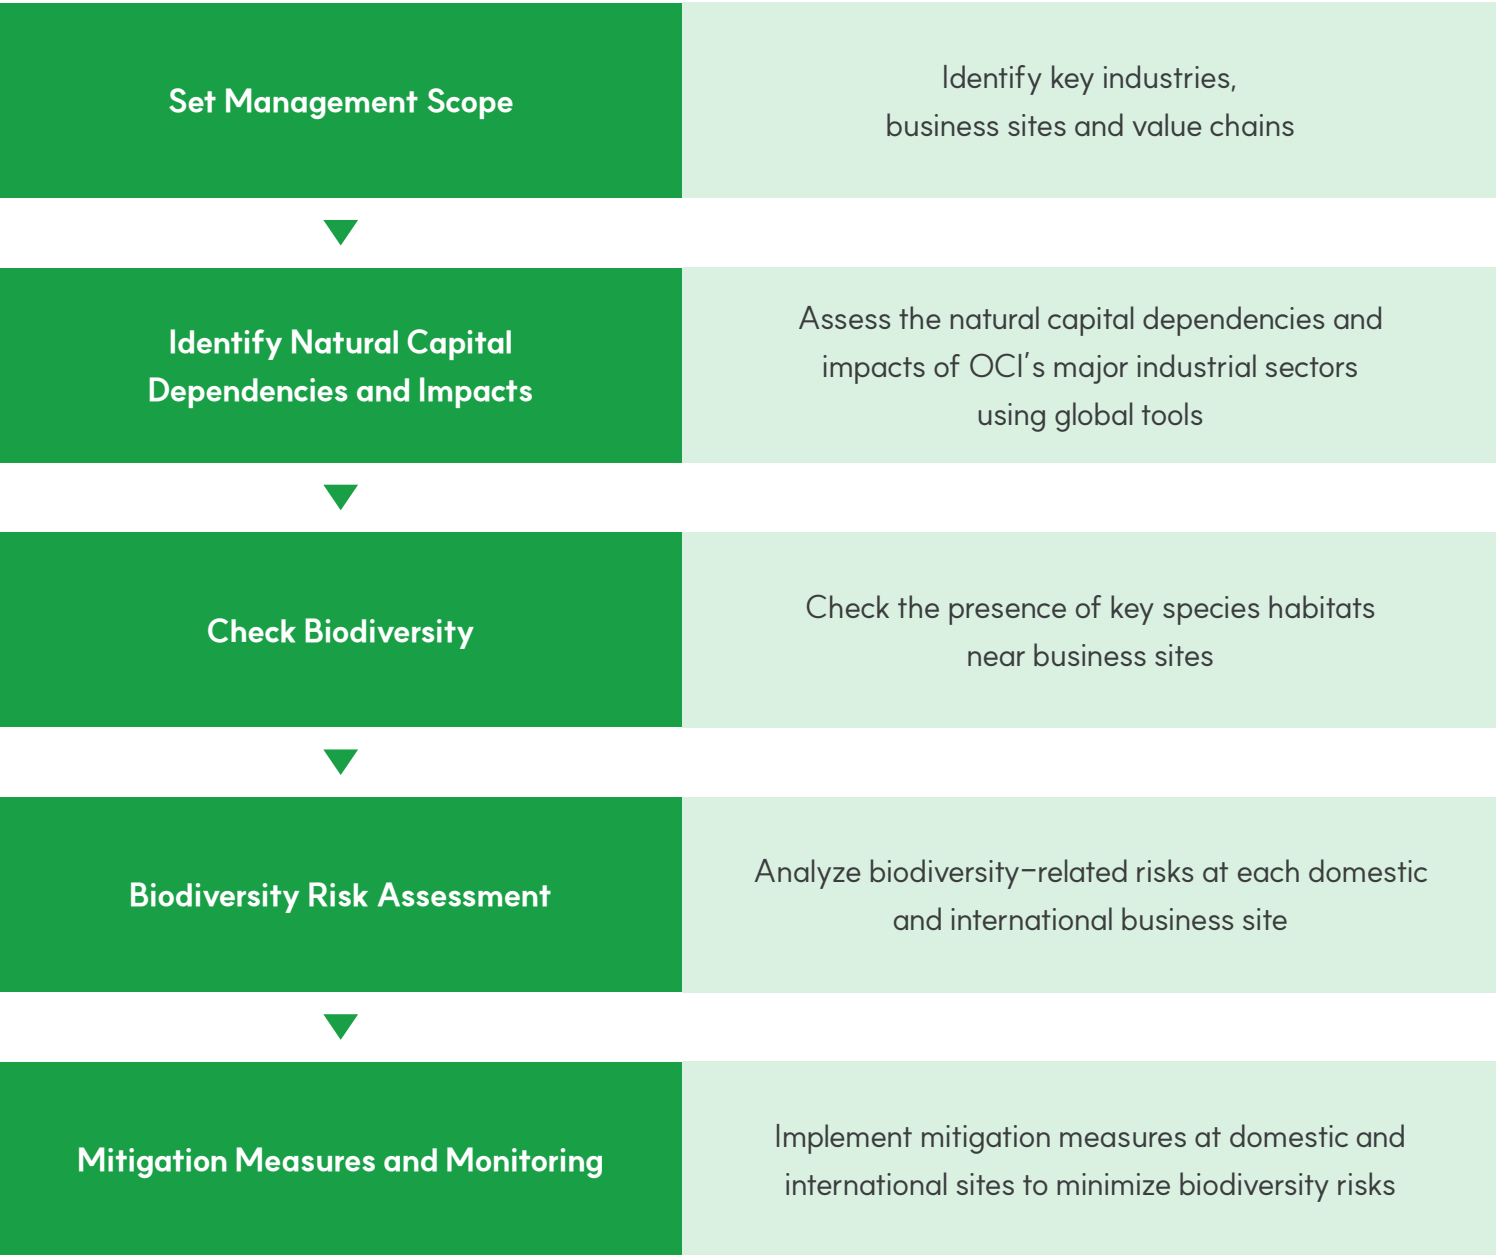 Set Management Scope
Identify key industries,
business sites and value chains
Identify Natural Capital
Dependencies and Impacts
Assess the natural capital dependencies and
impacts of OCI's major industrial sectors
using global tools
Check Biodiversity
Check the presence of key species habitats
near business sites
Biodiversity Risk Assessment
Analyze biodiversity-related risks at each domestic
and international business site
Mitigation Measures and Monitoring
Implement mitigation measures at domestic and
international sites to minimize biodiversity risks